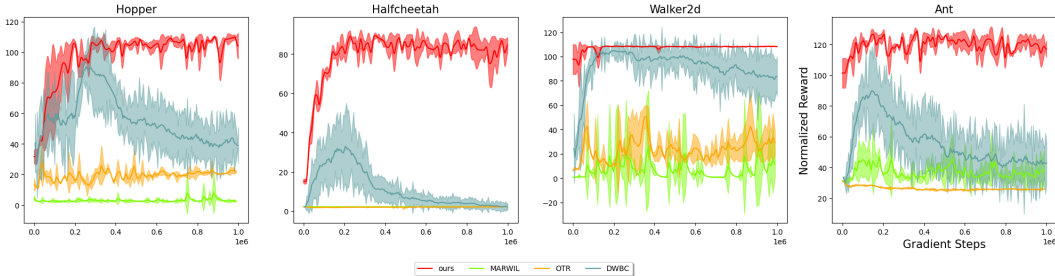 Hopper
120
100
80
60
40
20
0
0.0 0.2 0.4 0.6 0.8 1.0
1e6
Halfcheetah
80
60
40
20
0
0.0 0.2 0.4 0.6 0.8 1.0
1e6
Walker2d
120
100
80
60
40
20
0
−20
0.0 0.2 0.4 0.6 0.8 1.0
1e6
Ant
Normalized Reward
120
100
80
60
40
20
0.0 0.2 0.4 0.6 0.8 1.0
1e6
Gradient Steps
ours MARWIL OTR DWBC